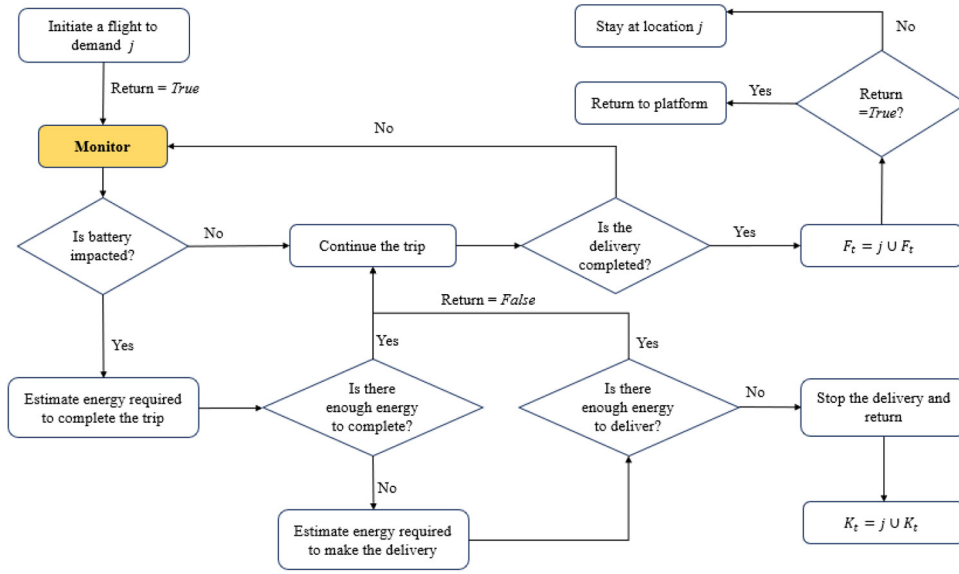 Initiate a flight to
demand j
Return = True
Monitor
Is battery
impacted?
No
Continue the trip
Is the
delivery
completed?
No
Yes
F_t = j ∪ F_t
Return
=True?
Yes
Return to platform
No
Stay at location j
Yes
Estimate energy required
to complete the trip
Is there
enough energy
to complete?
Yes
Return = False
No
Estimate energy required
to make the delivery
Is there
enough energy
to deliver?
Yes
No
Stop the delivery and
return
K_t = j ∪ K_t